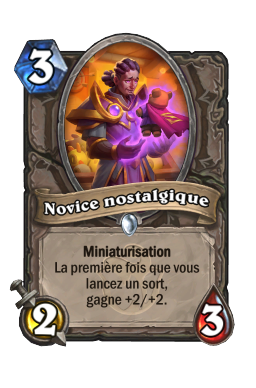 3
Novice nostalgique
Miniaturisation
La première fois que vous
lancez un sort,
gagne +2/+2.
2
3